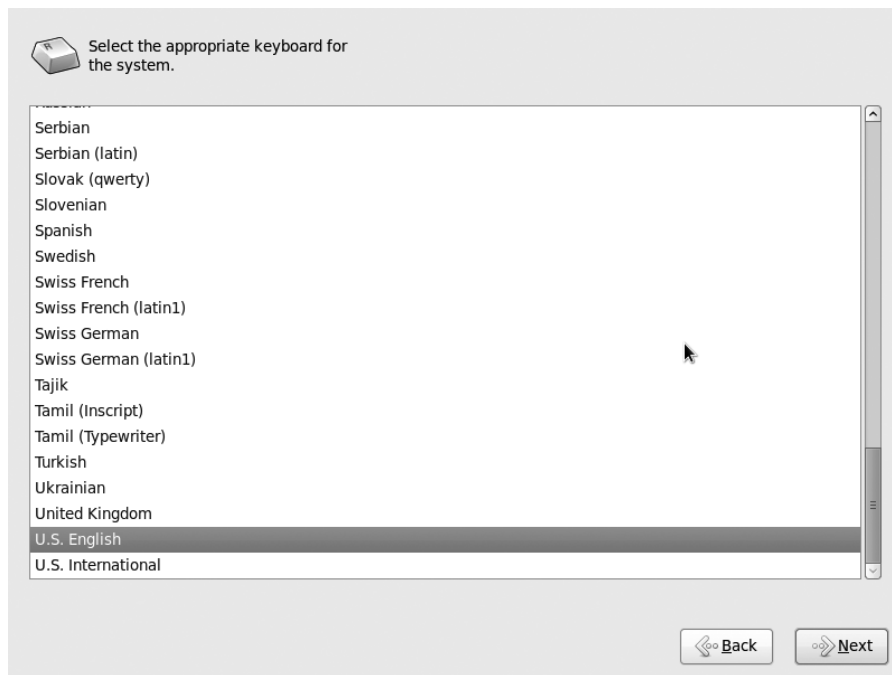 R
Select the appropriate keyboard for
the system.
Serbian
Serbian (latin)
Slovak (qwerty)
Slovenian
Spanish
Swedish
Swiss French
Swiss French (latin1)
Swiss German
Swiss German (latin1)
Tajik
Tamil (Inscript)
Tamil (Typewriter)
Turkish
Ukrainian
United Kingdom
U.S. English
U.S. International
Back Next